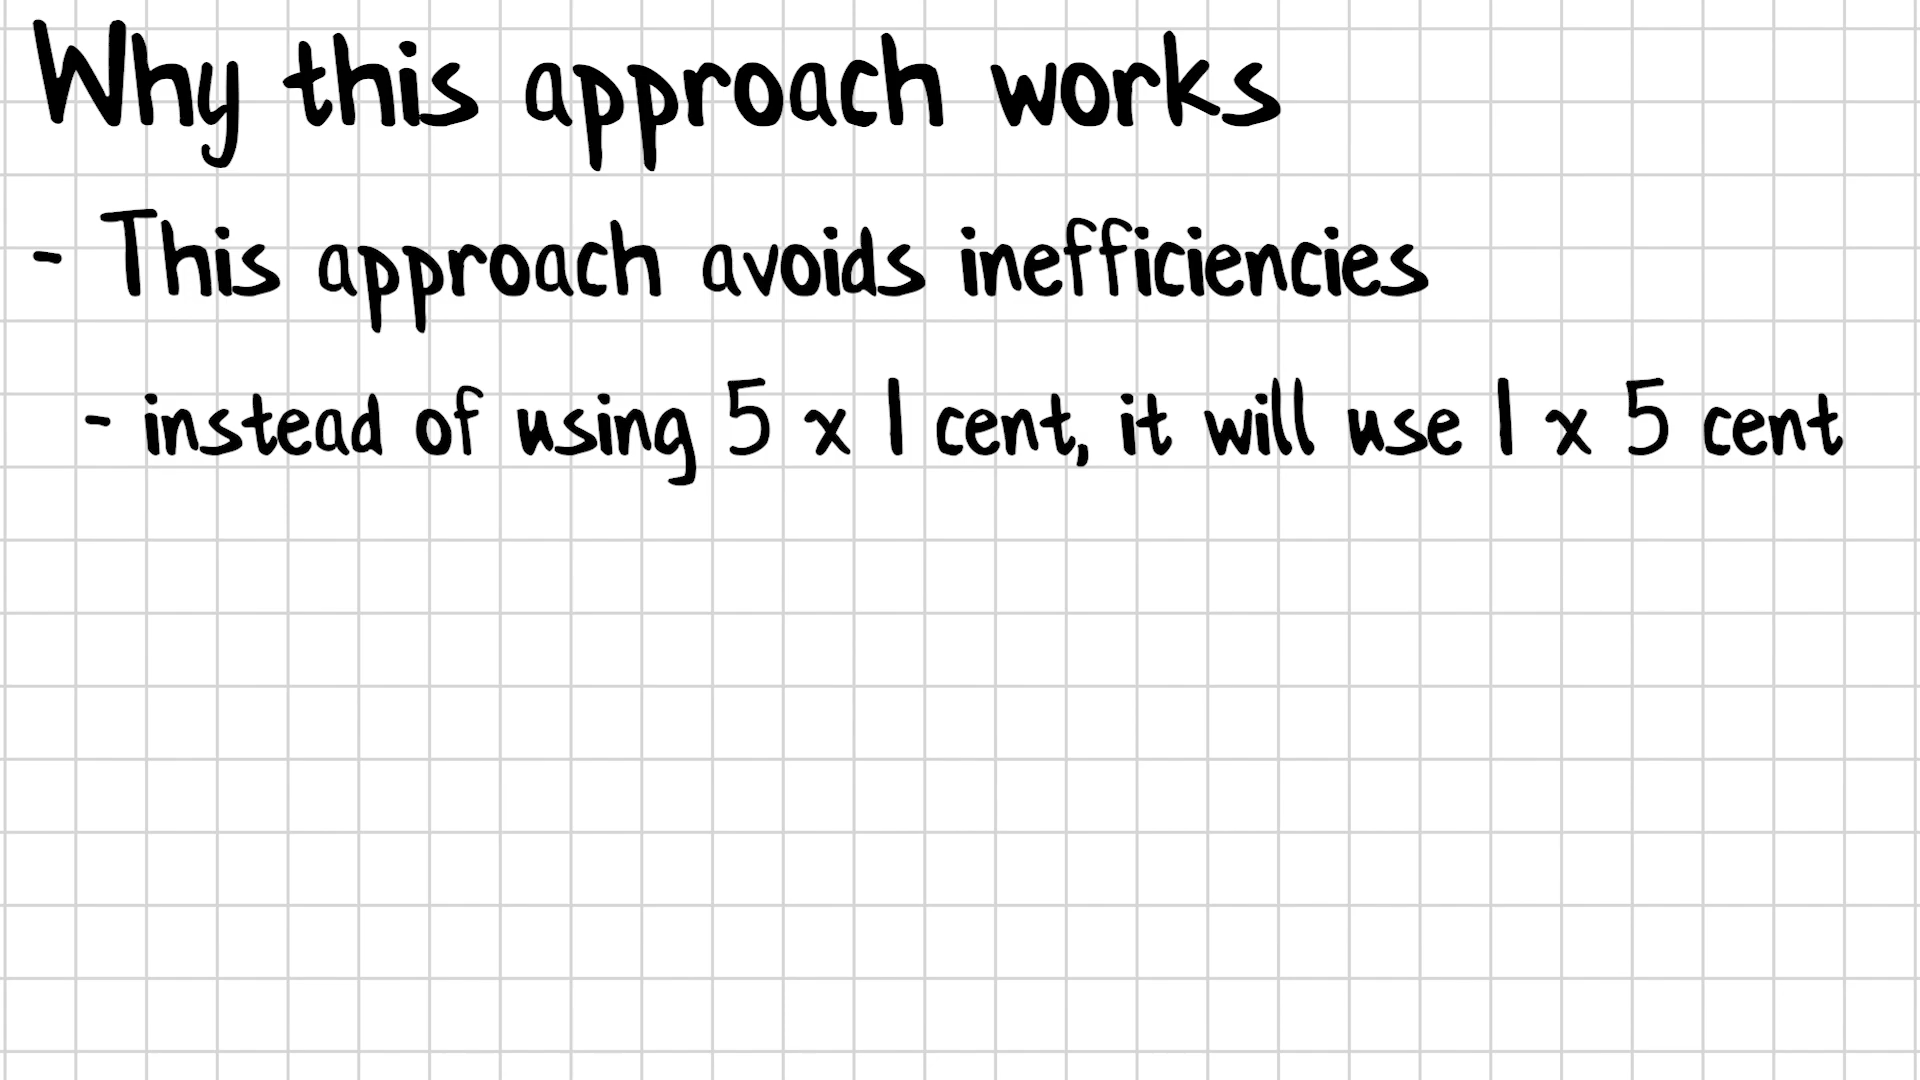 Why this approach works
- This approach avoids inefficiencies
- instead of using 5 x 1 cent, it will use 1 x 5 cent